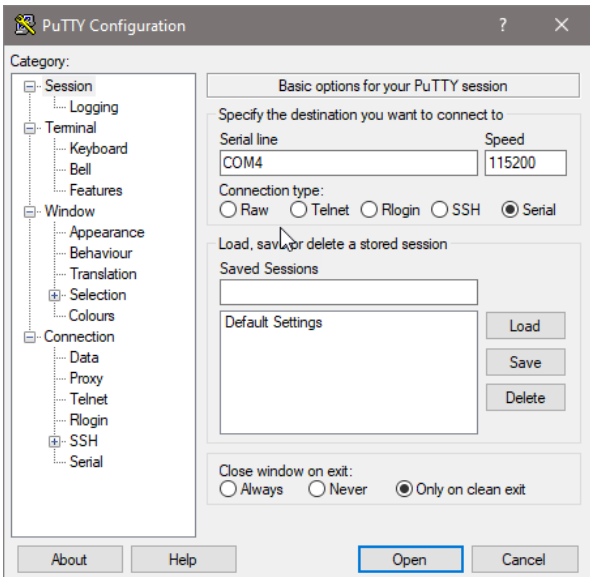 PuTTY Configuration
?
Category:
Session
Logging
Terminal
Keyboard
Bell
Features
Window
Appearance
Behaviour
Translation
Selection
Colours
Connection
Data
Proxy
Telnet
Rlogin
SSH
Serial
Basic options for your PuTTY session
Specify the destination you want to connect to
Serial line Speed
COM4 115200
Connection type:
Raw Telnet Rlogin SSH Serial
Load, save or delete a stored session
Saved Sessions
Default Settings
Load
Save
Delete
Close window on exit:
Always Never Only on clean exit
About Help Open Cancel